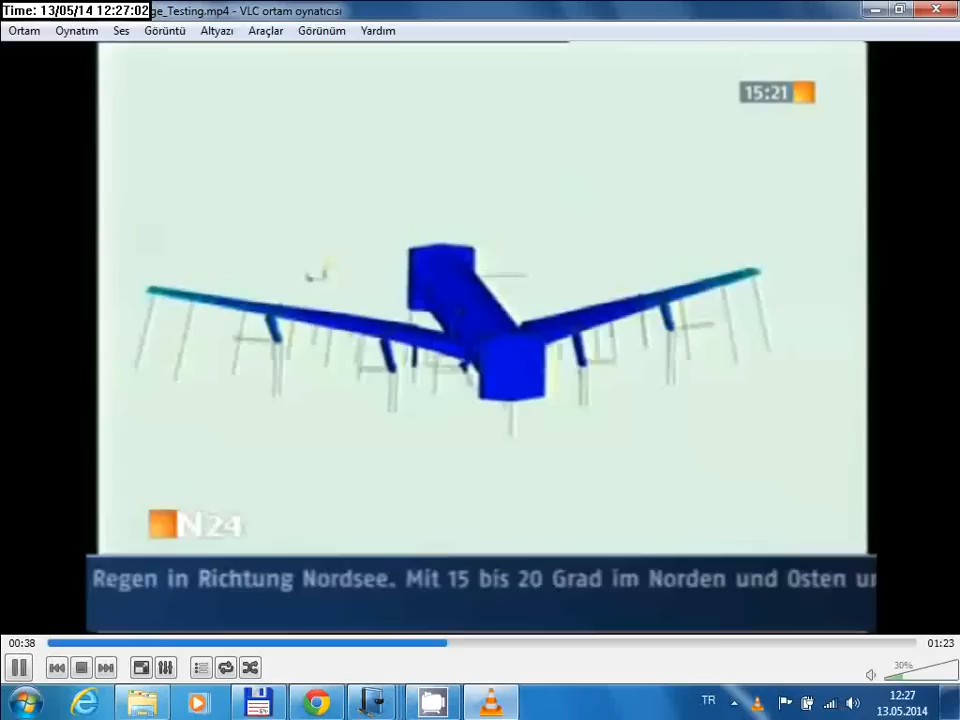 Time: 13/05/14 12:27:02
ge_Testing.mp4 - VLC ortam oynatıcısı
Ortam Oynatım Ses Görüntü Altyazı Araçlar Görünüm Yardım
15:21
N24
Regen in Richtung Nordsee. Mit 15 bis 20 Grad im Norden und Osten
00:38
01:23
30%
TR
12:27
13.05.2014